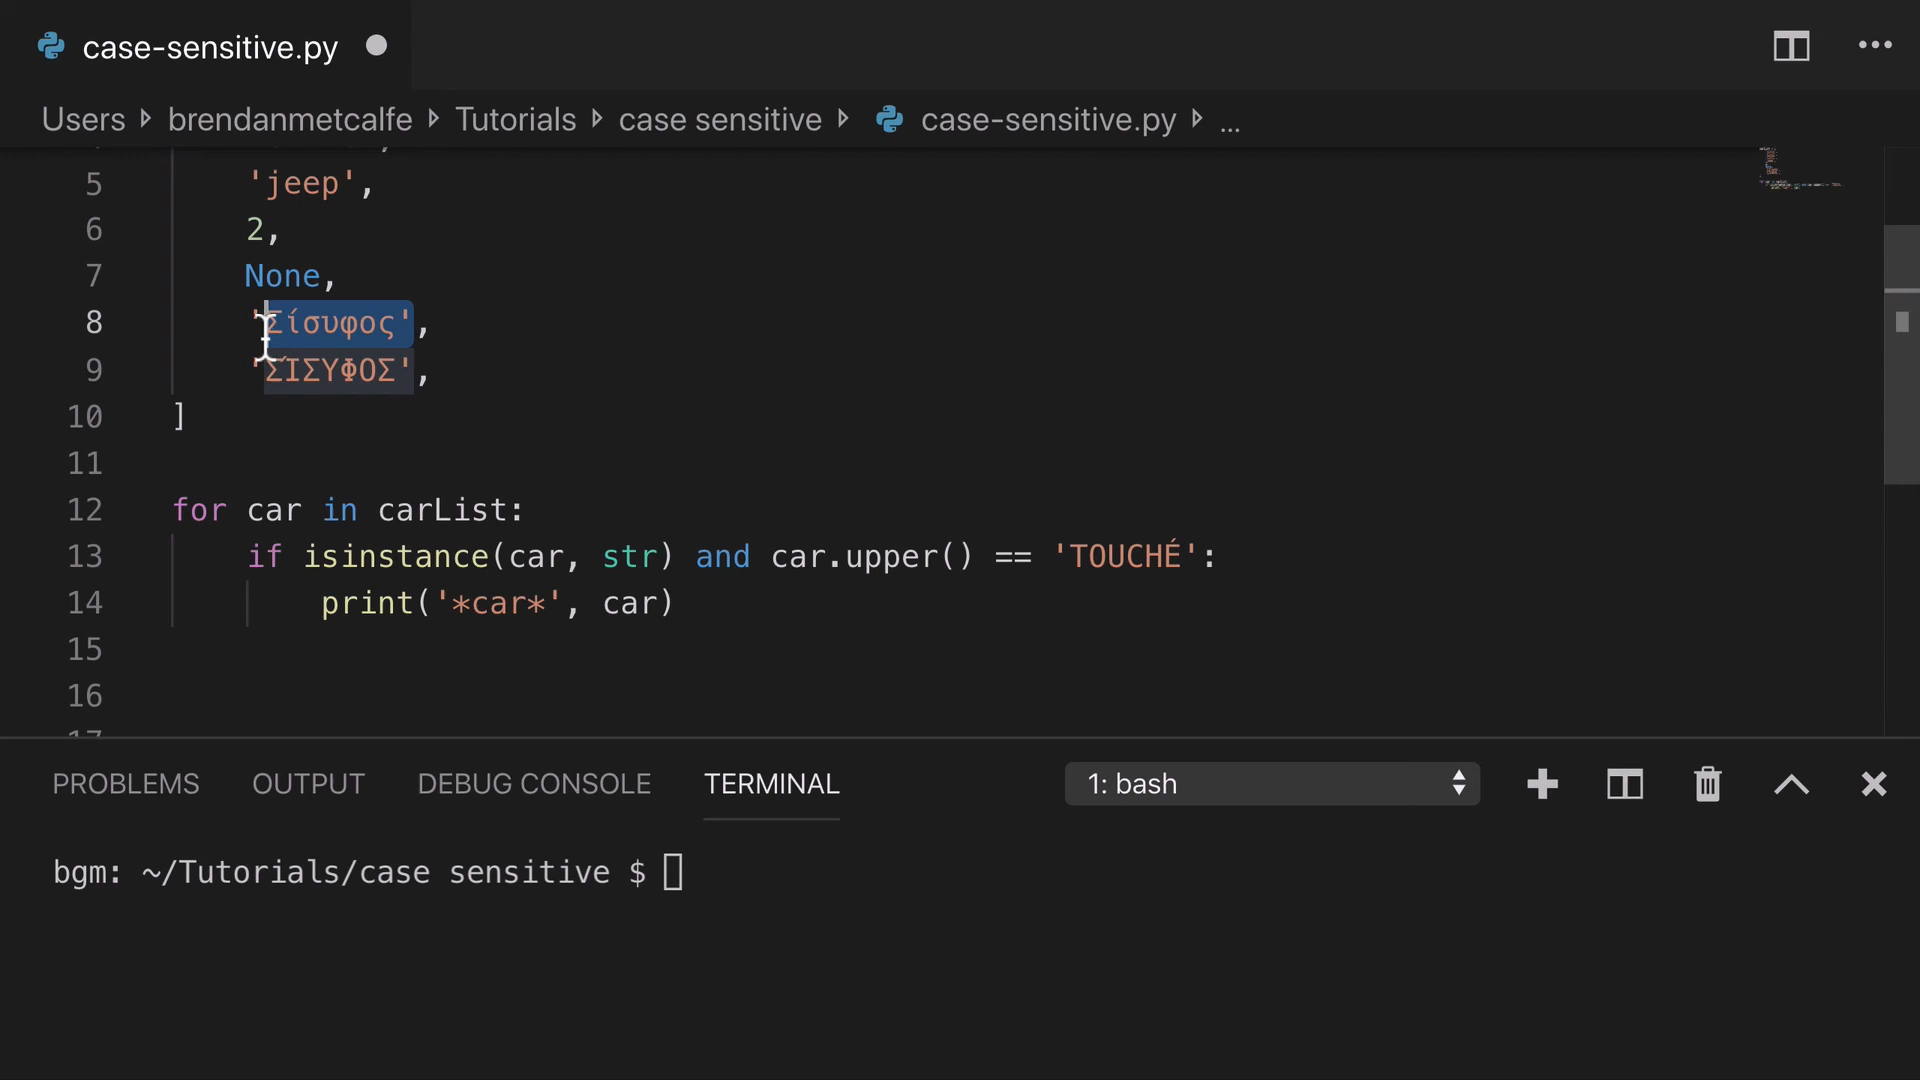 case-sensitive.py
Users brendanmetcalfe Tutorials case sensitive case-sensitive.py ...
5 'jeep',
6 2,
7 None,
8 'Σίσυφος',
9 'ΣΊΣΥΦΟΣ',
10 ]
11
12 for car in carList:
13 if isinstance(car, str) and car.upper() == 'TOUCHÉ':
14 print('*car*', car)
15
16
17
PROBLEMS OUTPUT DEBUG CONSOLE TERMINAL 1: bash
bgm: ~/Tutorials/case sensitive $